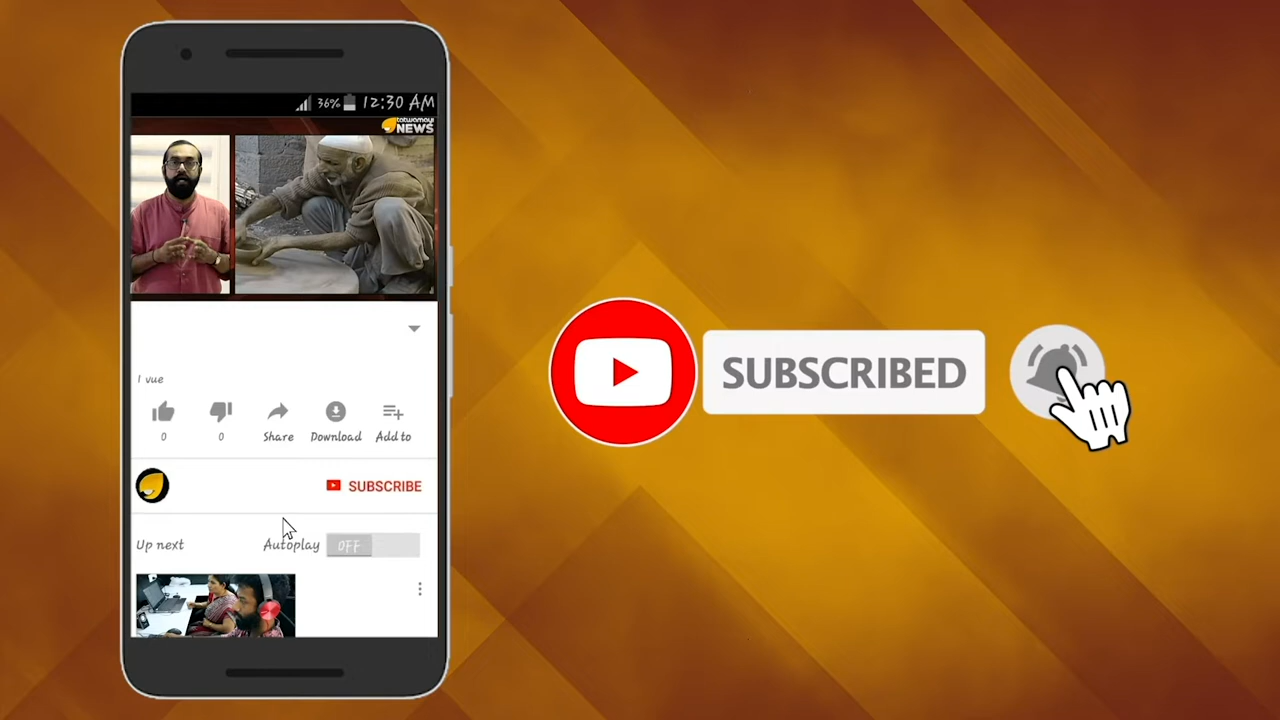 36% 12:30 AM
tatwamayi
NEWS
1 vue
0 0 Share Download Add to
SUBSCRIBE
Up next Autoplay OFF
SUBSCRIBED